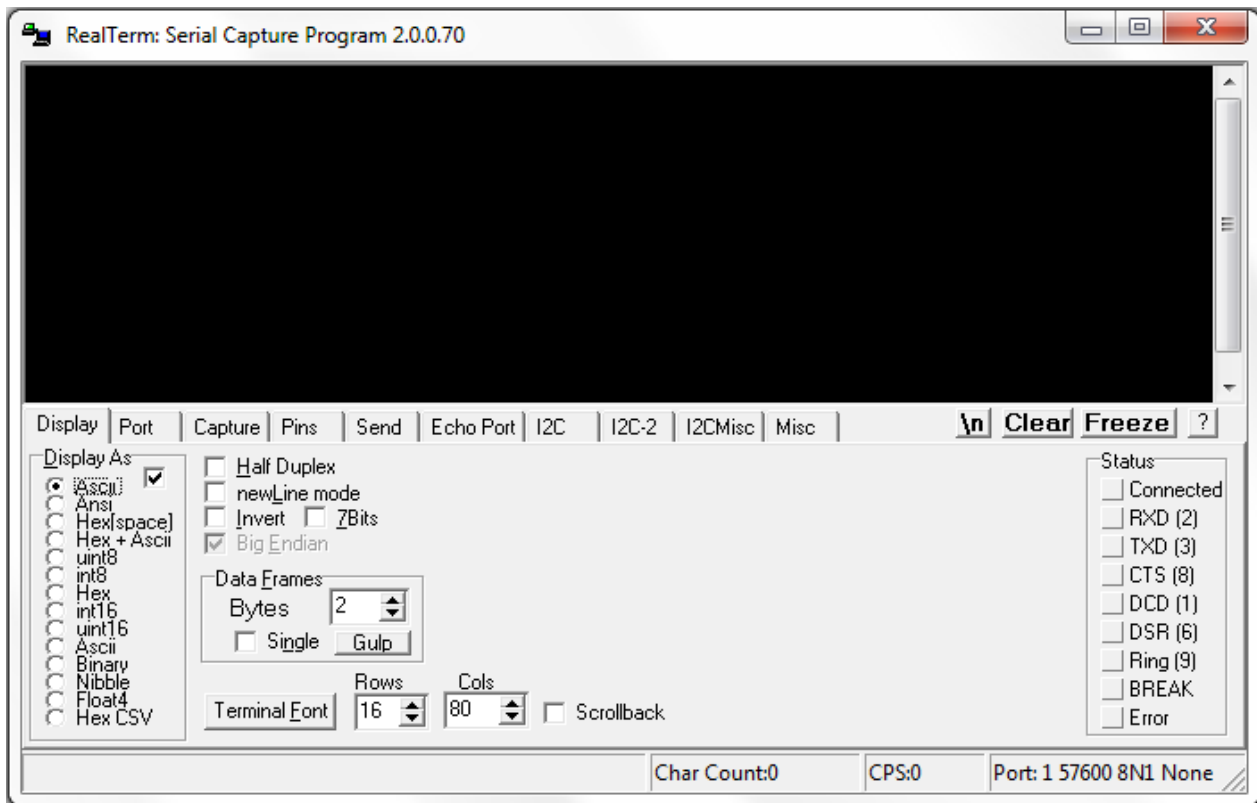 RealTerm: Serial Capture Program 2.0.0.70
Display Port Capture Pins Send Echo Port I2C I2C-2 I2CMisc Misc \n Clear Freeze ?
Display As
Ascii
Ansi
Hex[space]
Hex + Ascii
uint8
int8
Hex
int16
uint16
Ascii
Binary
Nibble
Float4
Hex CSV
Half Duplex
newLine mode
Invert 7Bits
Big Endian
Data Frames
Bytes 2
Single Gulp
Rows Cols
Terminal Font 16 80 Scrollback
Status
Connected
RXD (2)
TXD (3)
CTS (8)
DCD (1)
DSR (6)
Ring (9)
BREAK
Error
Char Count:0 CPS:0 Port: 1 57600 8N1 None